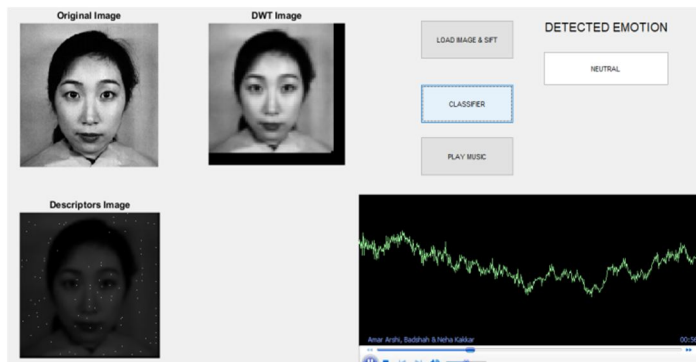 Original Image
DWT Image
LOAD IMAGE & SIFT
DETECTED EMOTION
NEUTRAL
CLASSIFIER
PLAY MUSIC
Descriptors Image
Amar Arshi, Badshah & Neha Kakkar